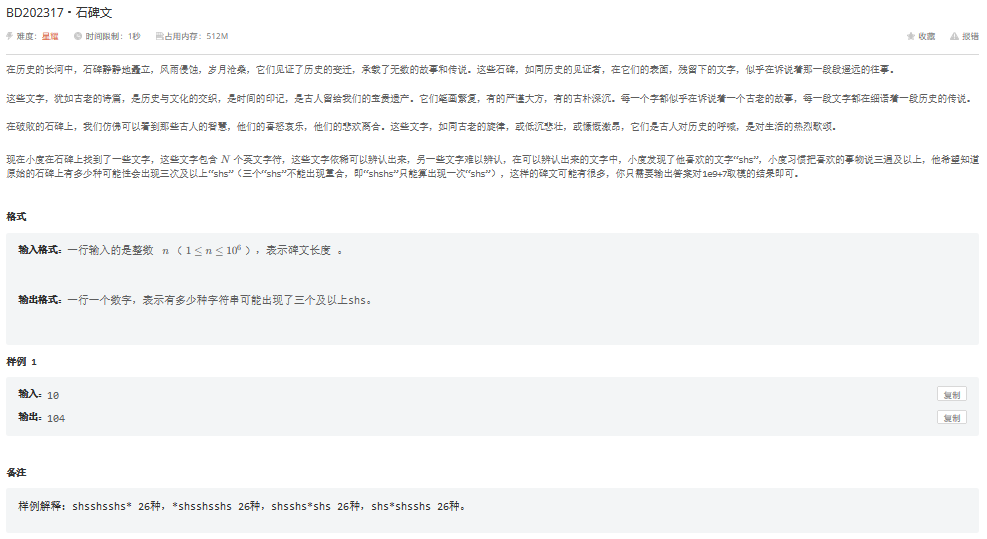 BD202317・石碑文
难度：星耀 时间限制：1秒 占用内存：512M 收藏 报错
在历史的长河中，石碑静静地矗立，风雨侵蚀，岁月沧桑，它们见证了历史的变迁，承载了无数的故事和传说。这些石碑，如同历史的见证者，在它们的表面，残留下的文字，似乎在诉说着那一段段遥远的往事。
这些文字，犹如古老的诗篇，是历史与文化的交织，是时间的印记，是古人留给我们的宝贵遗产。它们笔画繁复，有的严谨大方，有的古朴深沉。每一个字都似乎在诉说着一个古老的故事，每一段文字都在细语着一段历史的传说。
在破败的石碑上，我们仿佛可以看到那些古人的智慧，他们的喜怒哀乐，他们的悲欢离合。这些文字，如同古老的旋律，或低沉悲壮，或慷慨激昂，它们是古人对历史的呼喊，是对生活的热烈歌颂。
现在小度在石碑上找到了一些文字，这些文字包含 N 个英文字符，这些文字依稀可以辨认出来，另一些文字难以辨认，在可以辨认出来的文字中，小度发现了他喜欢的文字“shs”，小度习惯把喜欢的事物说三遍及以上，他希望知道
原始的石碑上有多少种可能性会出现三次及以上“shs”（三个“shs”不能出现重合，即“shshs”只能算出现一次“shs”），这样的碑文可能有很多，你只需要输出答案对1e9+7取模的结果即可。
格式
输入格式：一行输入的是整数 n（1 ≤ n ≤ 10⁶），表示碑文长度 。
输出格式：一行一个数字，表示有多少种字符串可能出现了三个及以上shs。
样例 1
输入：10 复制
输出：104 复制
备注
样例解释：shsshsshs* 26种，*shsshsshs 26种，shsshs*shs 26种，shs*shsshs 26种。